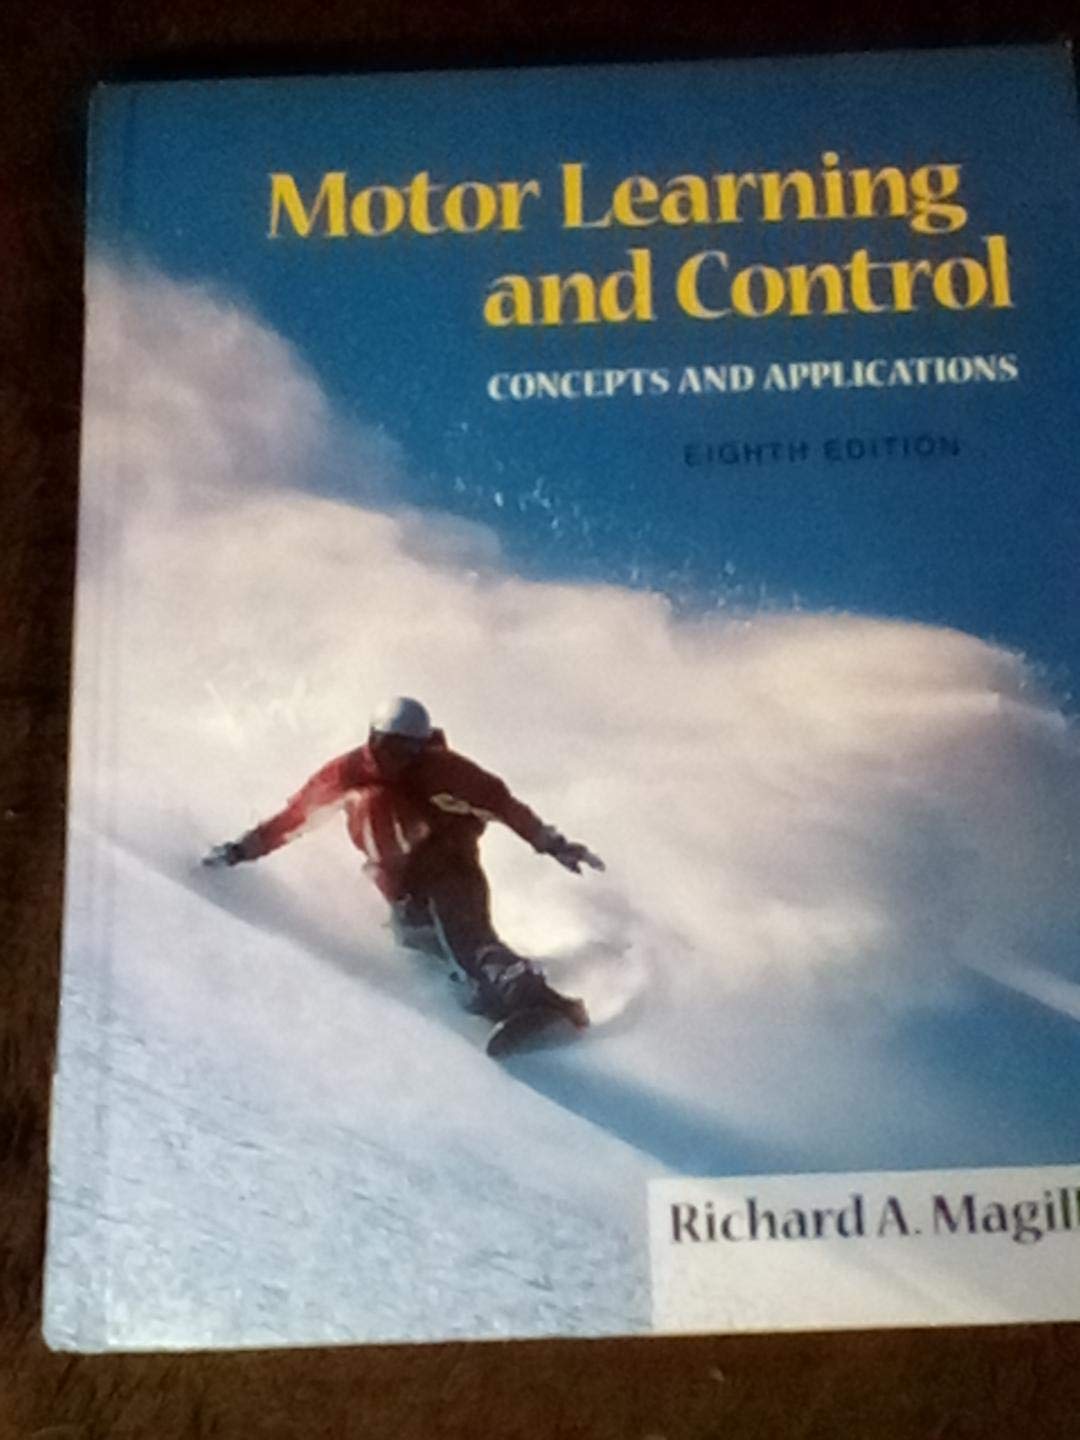 Motor Learning
and Control
CONCEPTS AND APPLICATIONS
EIGHTH EDITION
Richard A. Magill